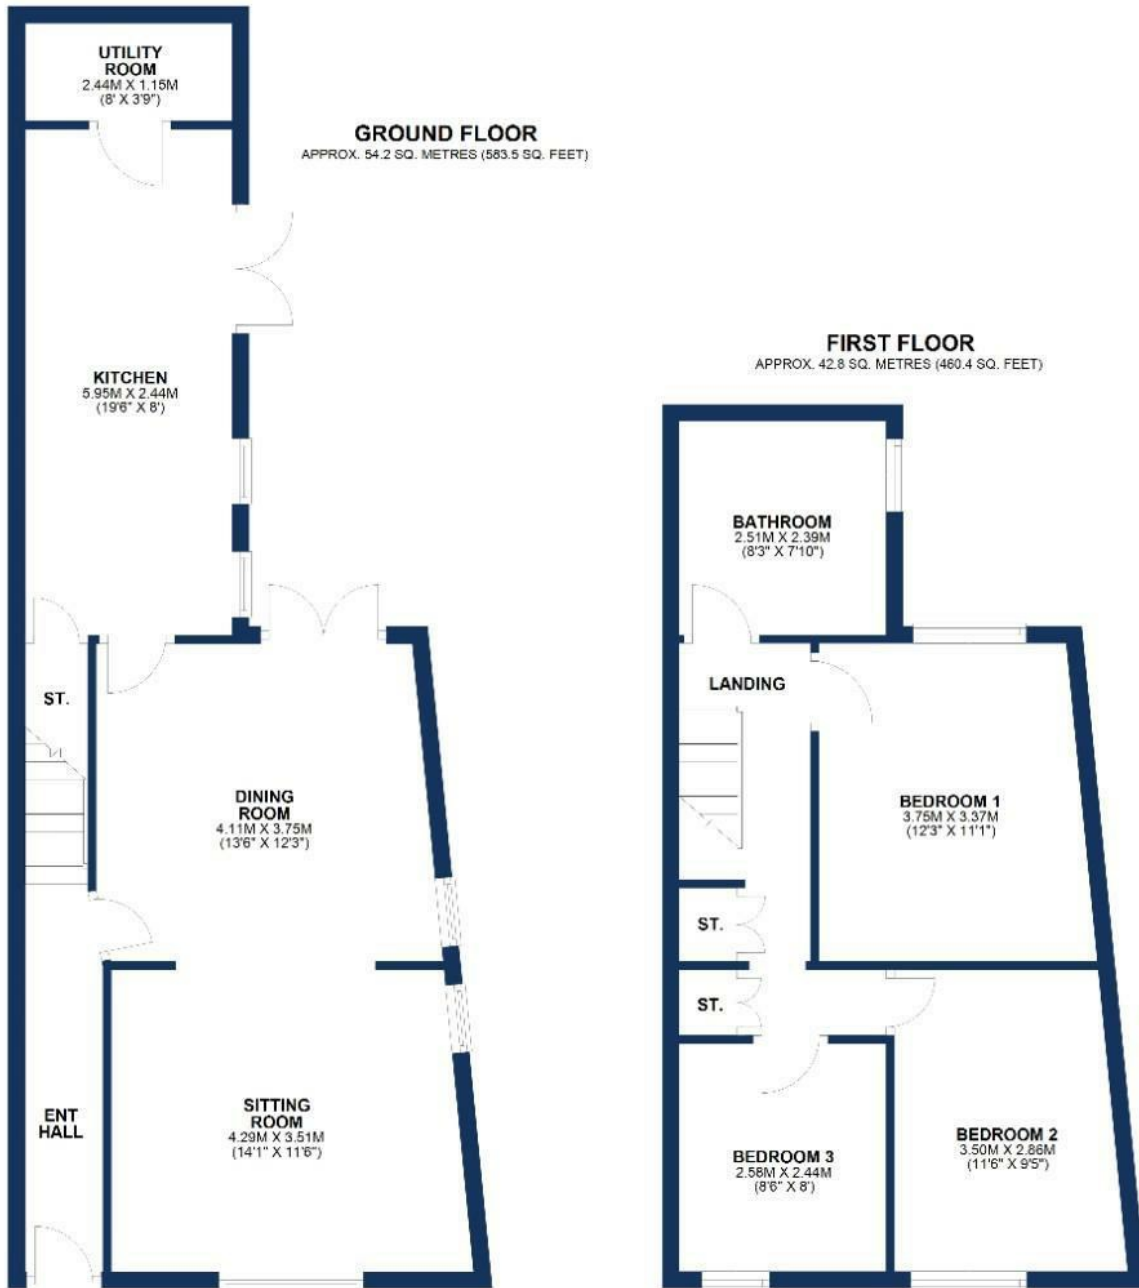 UTILITY
ROOM
2.44M X 1.15M
(8' X 3'9")
GROUND FLOOR
APPROX. 54.2 SQ. METRES (583.5 SQ. FEET)
KITCHEN
5.95M X 2.44M
(19'6" X 8')
ST.
DINING
ROOM
4.11M X 3.75M
(13'6" X 12'3")
ENT
HALL
SITTING
ROOM
4.29M X 3.51M
(14'1" X 11'6")
FIRST FLOOR
APPROX. 42.8 SQ. METRES (460.4 SQ. FEET)
BATHROOM
2.51M X 2.39M
(8'3" X 7'10")
LANDING
BEDROOM 1
3.75M X 3.37M
(12'3" X 11'1")
ST.
ST.
BEDROOM 3
2.58M X 2.44M
(8'6" X 8')
BEDROOM 2
3.50M X 2.86M
(11'6" X 9'5")